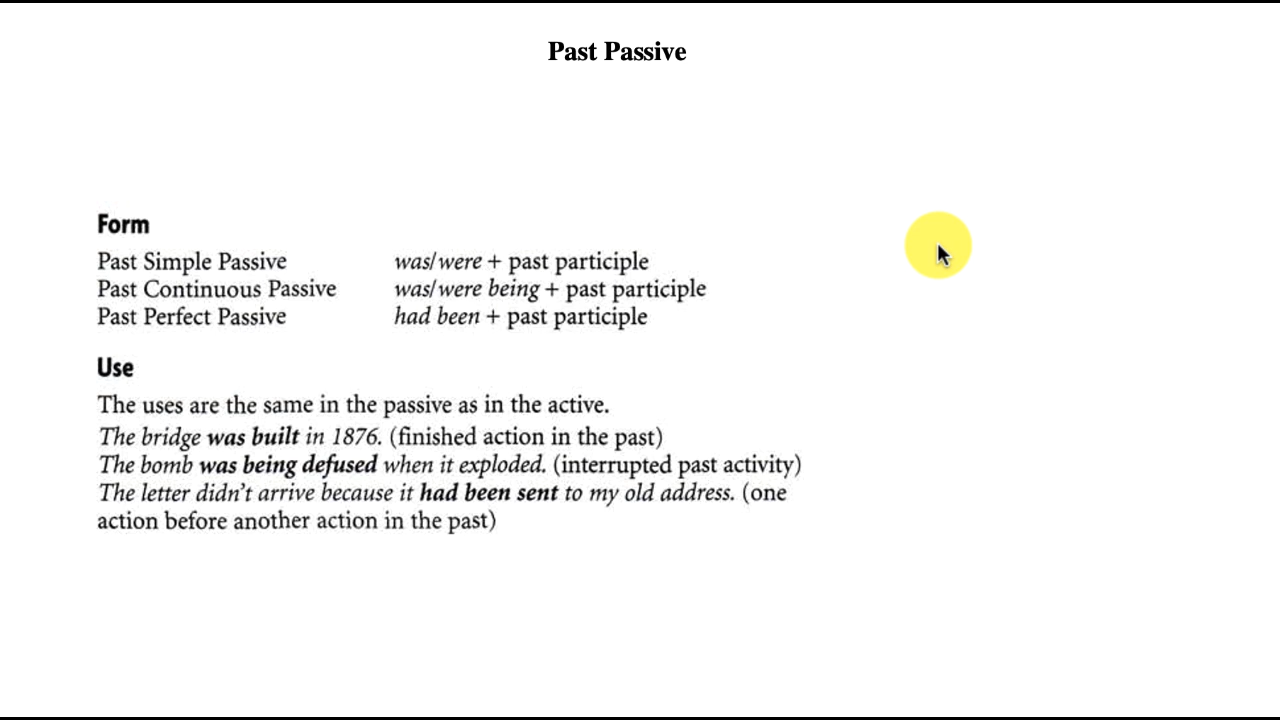 Past Passive
Form
Past Simple Passive was/were + past participle
Past Continuous Passive was/were being + past participle
Past Perfect Passive had been + past participle
Use
The uses are the same in the passive as in the active.
The bridge was built in 1876. (finished action in the past)
The bomb was being defused when it exploded. (interrupted past activity)
The letter didn't arrive because it had been sent to my old address. (one
action before another action in the past)